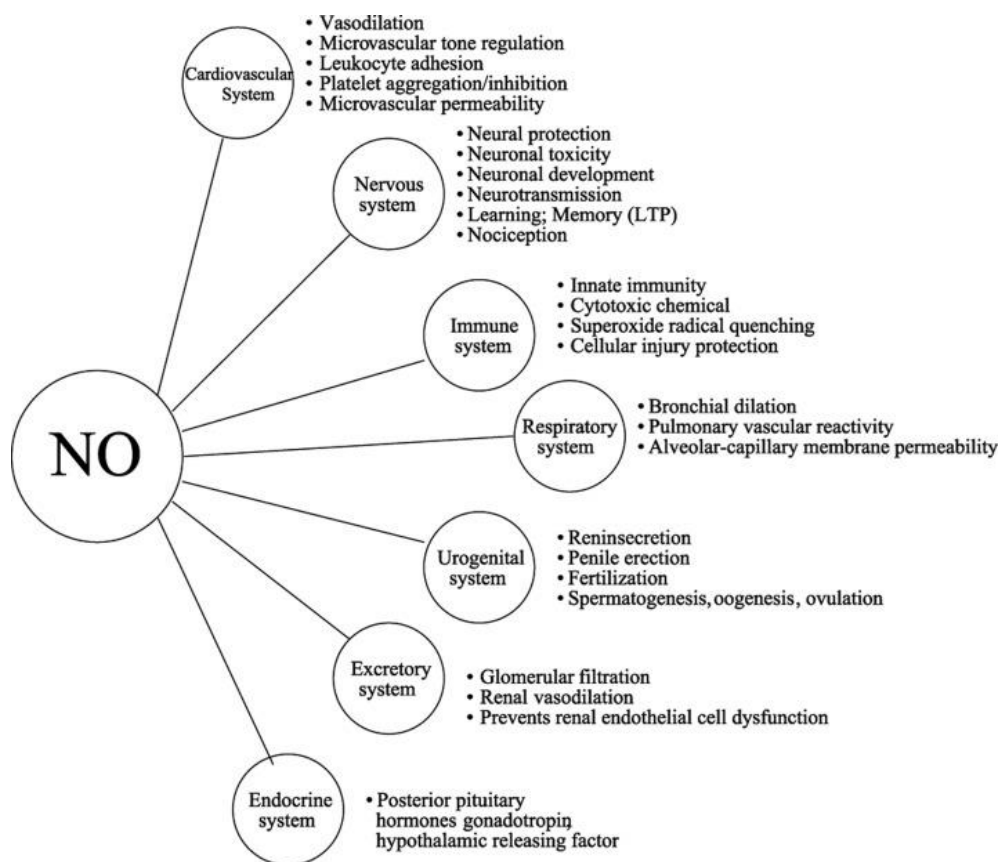 • Vasodilation
• Microvascular tone regulation
• Leukocyte adhesion
• Platelet aggregation/inhibition
• Microvascular permeability
Cardiovascular
System
• Neural protection
• Neuronal toxicity
• Neuronal development
• Neurotransmission
• Learning; Memory (LTP)
• Nociception
Nervous
system
• Innate immunity
• Cytotoxic chemical
• Superoxide radical quenching
• Cellular injury protection
Immune
system
• Bronchial dilation
• Pulmonary vascular reactivity
• Alveolar-capillary membrane permeability
Respiratory
system
NO
• Reninsecretion
• Penile erection
• Fertilization
• Spermatogenesis, oogenesis, ovulation
Urogenital
system
• Glomerular filtration
• Renal vasodilation
• Prevents renal endothelial cell dysfunction
Excretory
system
• Posterior pituitary
hormones gonadotropin,
hypothalamic releasing factor
Endocrine
system